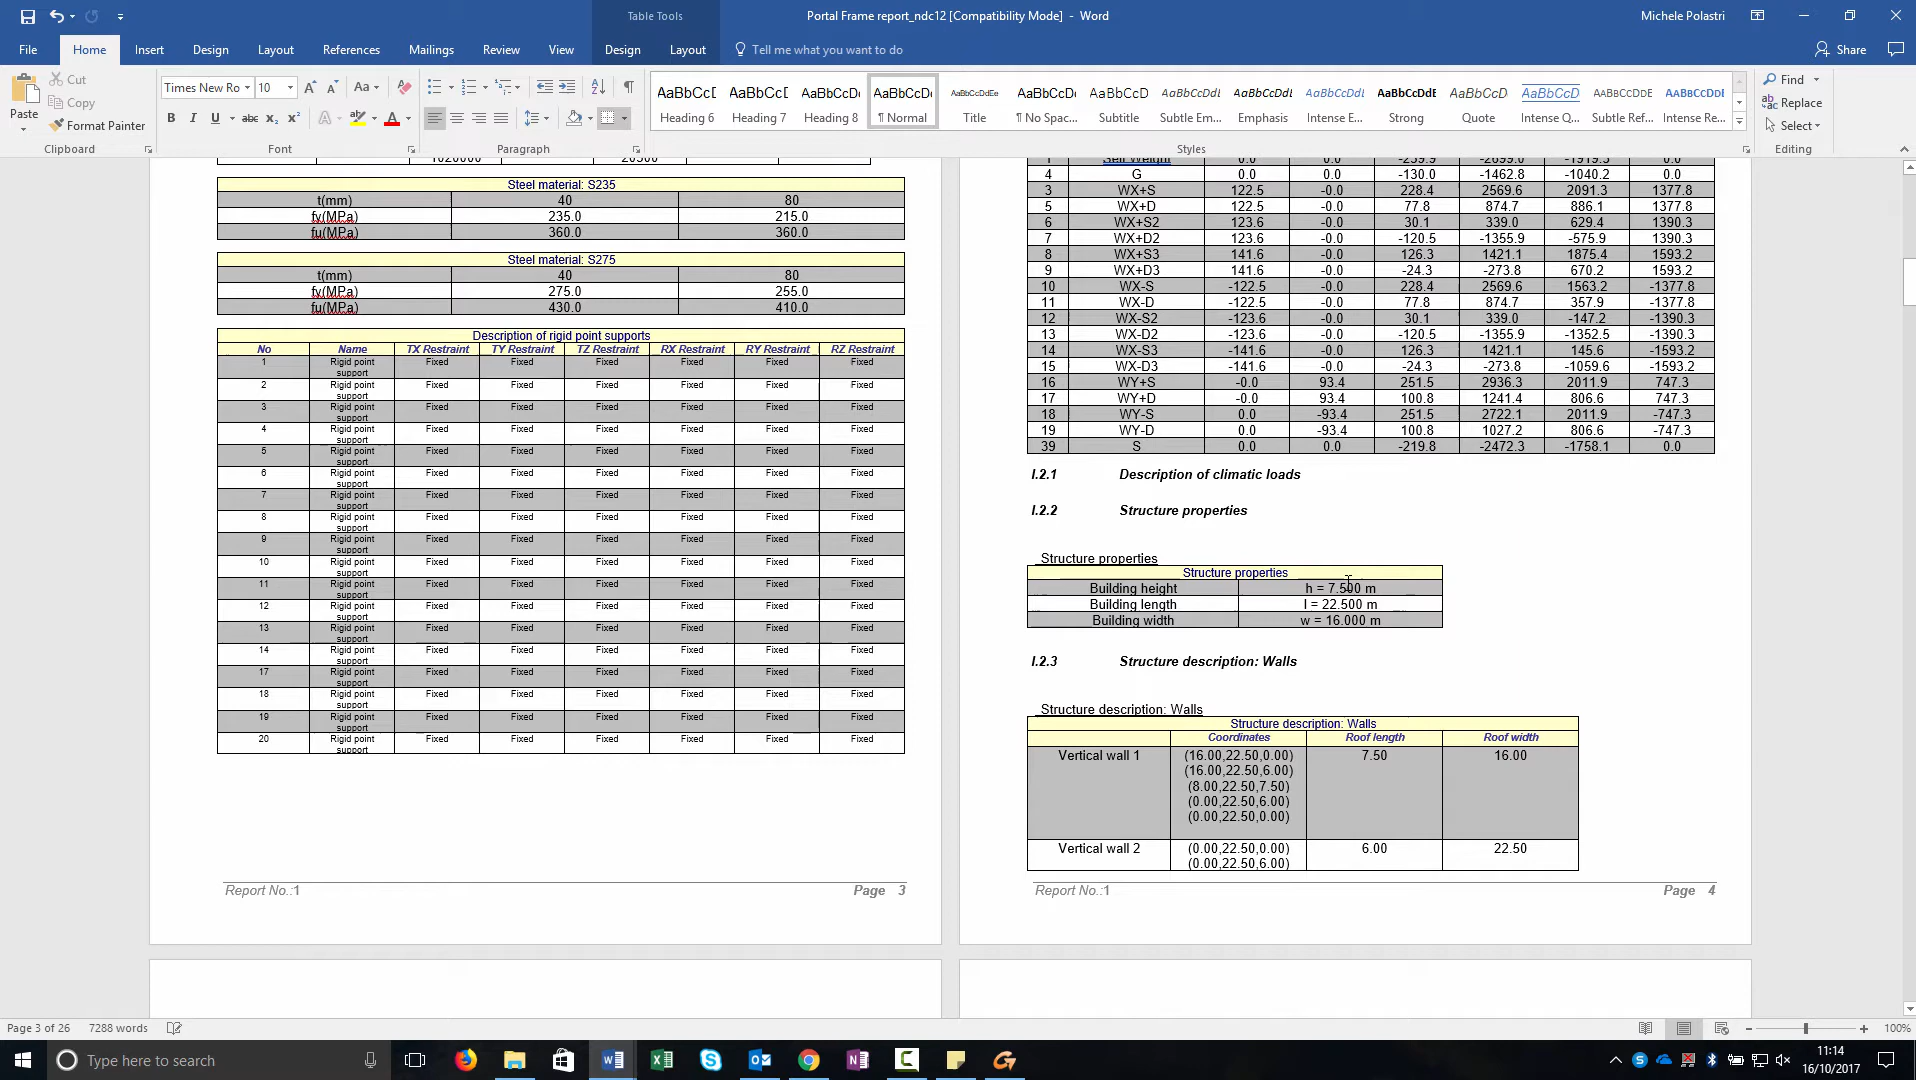 Table Tools
Portal Frame report_ndc12 [Compatibility Mode] - Word
Michele Polastri
File Home Insert Design Layout References Mailings Review View Design Layout Tell me what you want to do Share
Paste
Cut
Copy
Format Painter
Clipboard
Times New Ro 10
Font
Paragraph
AaBbCcI AaBbCcI AaBbCcDc AaBbCcDc AaBbCcDdEe AaBbCcDc AaBbCcD AaBbCcDdI AaBbCcDdI AaBbCcDdI AaBbCcDdE AaBbCcD AaBbCcD AABBCCDDE AABBCCDDI
Heading 6 Heading 7 Heading 8 ¶ Normal Title ¶ No Spac... Subtitle Subtle Em... Emphasis Intense E... Strong Quote Intense Q... Subtle Ref... Intense Re...
Styles
Find
Replace
Select
Editing
1020000 20500
Steel material: S235
t(mm) 40 80
fy(MPa) 235.0 215.0
fu(MPa) 360.0 360.0
Steel material: S275
t(mm) 40 80
fy(MPa) 275.0 255.0
fu(MPa) 430.0 410.0
Description of rigid point supports
No Name TX Restraint TY Restraint TZ Restraint RX Restraint RY Restraint RZ Restraint
1 Rigid point support Fixed Fixed Fixed Fixed Fixed Fixed
2 Rigid point support Fixed Fixed Fixed Fixed Fixed Fixed
3 Rigid point support Fixed Fixed Fixed Fixed Fixed Fixed
4 Rigid point support Fixed Fixed Fixed Fixed Fixed Fixed
5 Rigid point support Fixed Fixed Fixed Fixed Fixed Fixed
6 Rigid point support Fixed Fixed Fixed Fixed Fixed Fixed
7 Rigid point support Fixed Fixed Fixed Fixed Fixed Fixed
8 Rigid point support Fixed Fixed Fixed Fixed Fixed Fixed
9 Rigid point support Fixed Fixed Fixed Fixed Fixed Fixed
10 Rigid point support Fixed Fixed Fixed Fixed Fixed Fixed
11 Rigid point support Fixed Fixed Fixed Fixed Fixed Fixed
12 Rigid point support Fixed Fixed Fixed Fixed Fixed Fixed
13 Rigid point support Fixed Fixed Fixed Fixed Fixed Fixed
14 Rigid point support Fixed Fixed Fixed Fixed Fixed Fixed
17 Rigid point support Fixed Fixed Fixed Fixed Fixed Fixed
18 Rigid point support Fixed Fixed Fixed Fixed Fixed Fixed
19 Rigid point support Fixed Fixed Fixed Fixed Fixed Fixed
20 Rigid point support Fixed Fixed Fixed Fixed Fixed Fixed
Report No.:1 Page 3
1 Self Weight 0.0 0.0 -239.9 -2699.0 -1919.3 0.0
4 G 0.0 0.0 -130.0 -1462.8 -1040.2 0.0
3 WX+S 122.5 -0.0 228.4 2569.6 2091.3 1377.8
5 WX+D 122.5 -0.0 77.8 874.7 886.1 1377.8
6 WX+S2 123.6 -0.0 30.1 339.0 629.4 1390.3
7 WX+D2 123.6 -0.0 -120.5 -1355.9 -575.9 1390.3
8 WX+S3 141.6 -0.0 126.3 1421.1 1875.4 1593.2
9 WX+D3 141.6 -0.0 -24.3 -273.8 670.2 1593.2
10 WX-S -122.5 -0.0 228.4 2569.6 1563.2 -1377.8
11 WX-D -122.5 -0.0 77.8 874.7 357.9 -1377.8
12 WX-S2 -123.6 -0.0 30.1 339.0 -147.2 -1390.3
13 WX-D2 -123.6 -0.0 -120.5 -1355.9 -1352.5 -1390.3
14 WX-S3 -141.6 -0.0 126.3 1421.1 145.6 -1593.2
15 WX-D3 -141.6 -0.0 -24.3 -273.8 -1059.6 -1593.2
16 WY+S -0.0 93.4 251.5 2936.3 2011.9 747.3
17 WY+D -0.0 93.4 100.8 1241.4 806.6 747.3
18 WY-S 0.0 -93.4 251.5 2722.1 2011.9 -747.3
19 WY-D 0.0 -93.4 100.8 1027.2 806.6 -747.3
39 S 0.0 0.0 -219.8 -2472.3 -1758.1 0.0
I.2.1 Description of climatic loads
I.2.2 Structure properties
Structure properties
Structure properties
Building height h = 7.500 m
Building length l = 22.500 m
Building width w = 16.000 m
I.2.3 Structure description: Walls
Structure description: Walls
Structure description: Walls
Coordinates Roof length Roof width
Vertical wall 1 (16.00,22.50,0.00) 7.50 16.00
(16.00,22.50,6.00)
(8.00,22.50,7.50)
(0.00,22.50,6.00)
(0.00,22.50,0.00)
Vertical wall 2 (0.00,22.50,0.00) 6.00 22.50
(0.00,22.50,6.00)
Report No.:1 Page 4
Page 3 of 26 7288 words 100%
Type here to search
11:14
16/10/2017